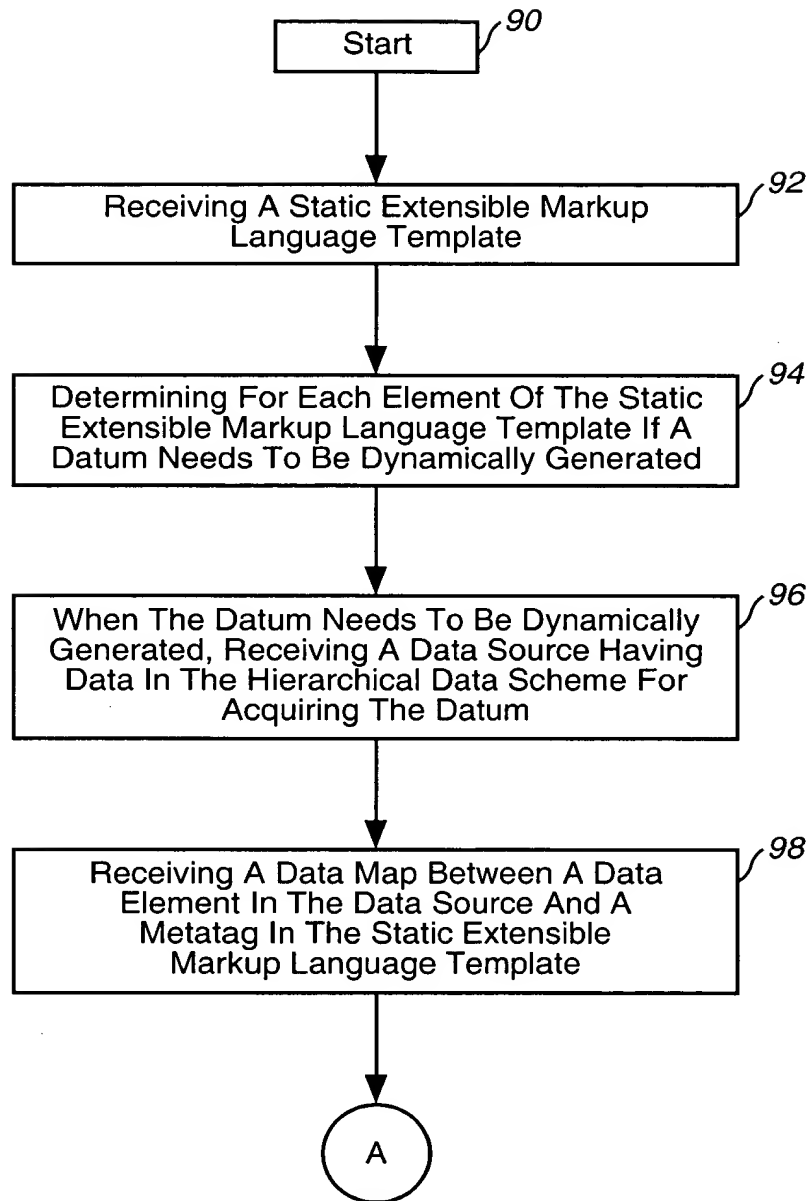 90
Start
92
Receiving A Static Extensible Markup
Language Template
94
Determining For Each Element Of The Static
Extensible Markup Language Template If A
Datum Needs To Be Dynamically Generated
96
When The Datum Needs To Be Dynamically
Generated, Receiving A Data Source Having
Data In The Hierarchical Data Scheme For
Acquiring The Datum
98
Receiving A Data Map Between A Data
Element In The Data Source And A
Metatag In The Static Extensible
Markup Language Template
A